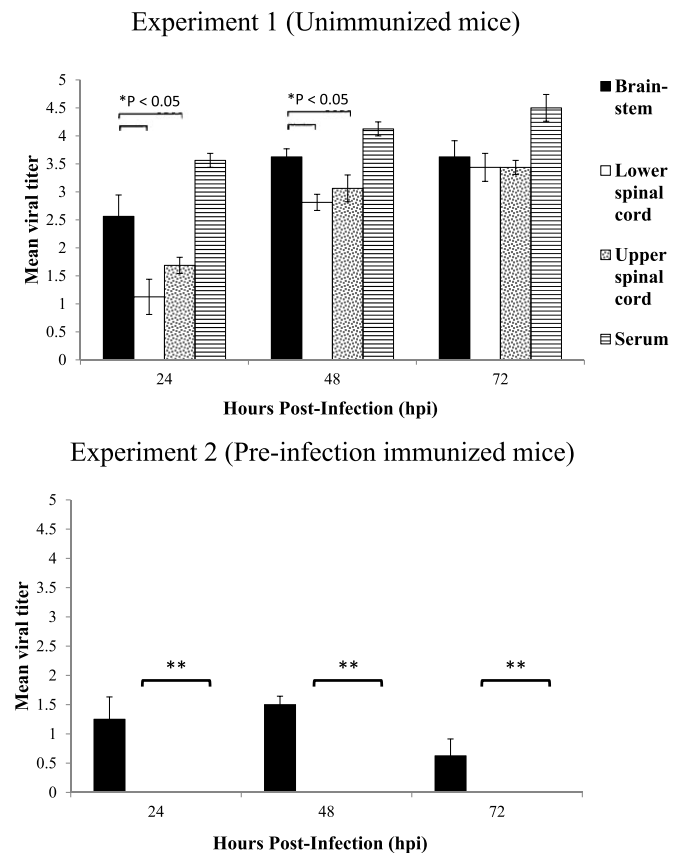 Experiment 1 (Unimmunized mice)
5
4.5
4
3.5
3
2.5
2
1.5
1
0.5
0
Mean viral titer
*P < 0.05
*P < 0.05
24
48
72
Hours Post-Infection (hpi)
Brain-
stem
Lower
spinal
cord
Upper
spinal
cord
Serum
Experiment 2 (Pre-infection immunized mice)
5
4.5
4
3.5
3
2.5
2
1.5
1
0.5
0
Mean viral titer
**
**
**
24
48
72
Hours Post-Infection (hpi)